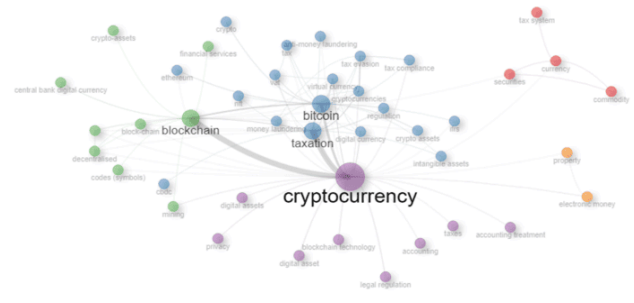 tax system
crypto
crypto-assets
anti-money laundering
financial services
tax
tax evasion
currency
tax compliance
ethereum
securities
virtual currency
central bank digital currency
commodity
bitcoin
regulation
blockchain
block-chain
money laundering
taxation
digital currency
crypto assets
decentralised
intangible assets
property
codes (symbols)
cryptocurrency
digital assets
electronic money
mining
taxes
accounting treatment
privacy
blockchain technology
accounting
digital asset
legal regulation